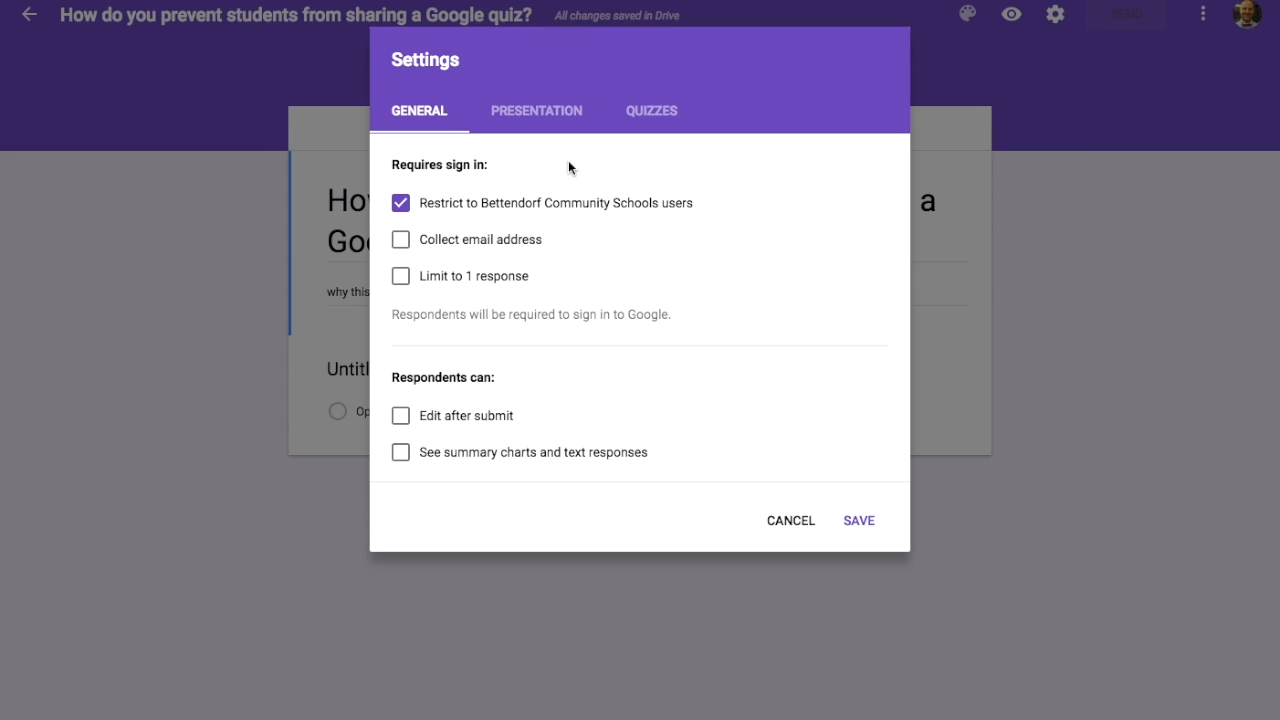 How do you prevent students from sharing a Google quiz?
All changes saved in Drive
SEND
Settings
GENERAL
PRESENTATION
QUIZZES
Requires sign in:
Restrict to Bettendorf Community Schools users
Collect email address
Limit to 1 response
Respondents will be required to sign in to Google.
Respondents can:
Edit after submit
See summary charts and text responses
CANCEL
SAVE
How
a
Goo
why this
Untitl
Op